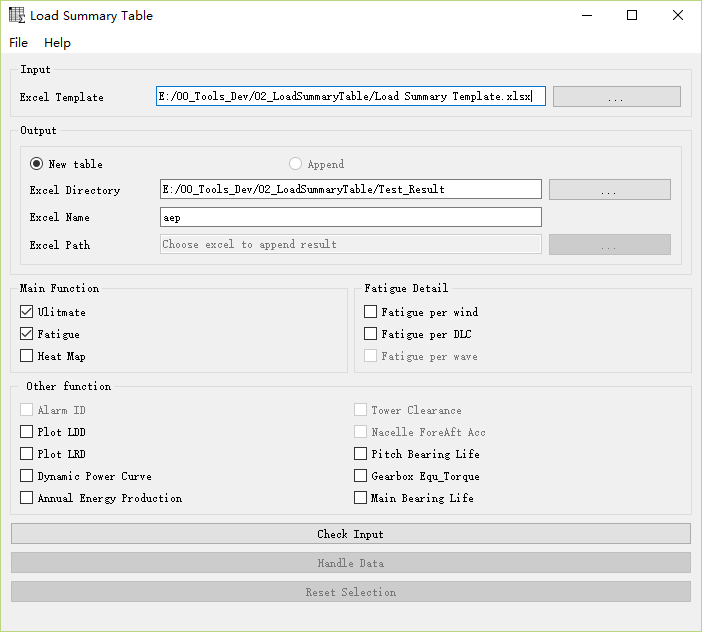 Load Summary Table
File Help
Input
Excel Template E:/00_Tools_Dev/02_LoadSummaryTable/Load Summary Template.xlsx ...
Output
New table Append
Excel Directory E:/00_Tools_Dev/02_LoadSummaryTable/Test_Result ...
Excel Name aep
Excel Path Choose excel to append result ...
Main Function
Ulitmate
Fatigue
Heat Map
Fatigue Detail
Fatigue per wind
Fatigue per DLC
Fatigue per wave
Other function
Alarm ID Tower Clearance
Plot LDD Nacelle ForeAft Acc
Plot LRD Pitch Bearing Life
Dynamic Power Curve Gearbox Equ_Torque
Annual Energy Production Main Bearing Life
Check Input
Handle Data
Reset Selection